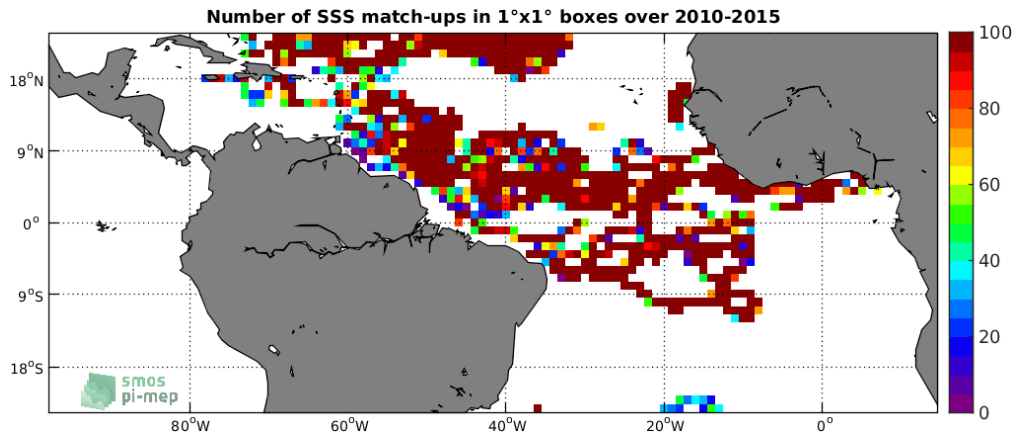 Number of SSS match-ups in 1°x1° boxes over 2010-2015
18°N
9°N
0°
9°S
18°S
80°W
60°W
40°W
20°W
0°
100
80
60
40
20
0
smos
pi-mep